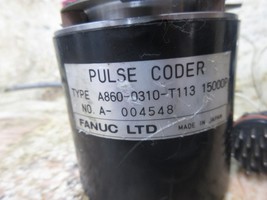 PULSE CODER
TYPE A860-0310-T113 15000P
NO. A- 004548
FANUC LTD MADE IN JAPAN